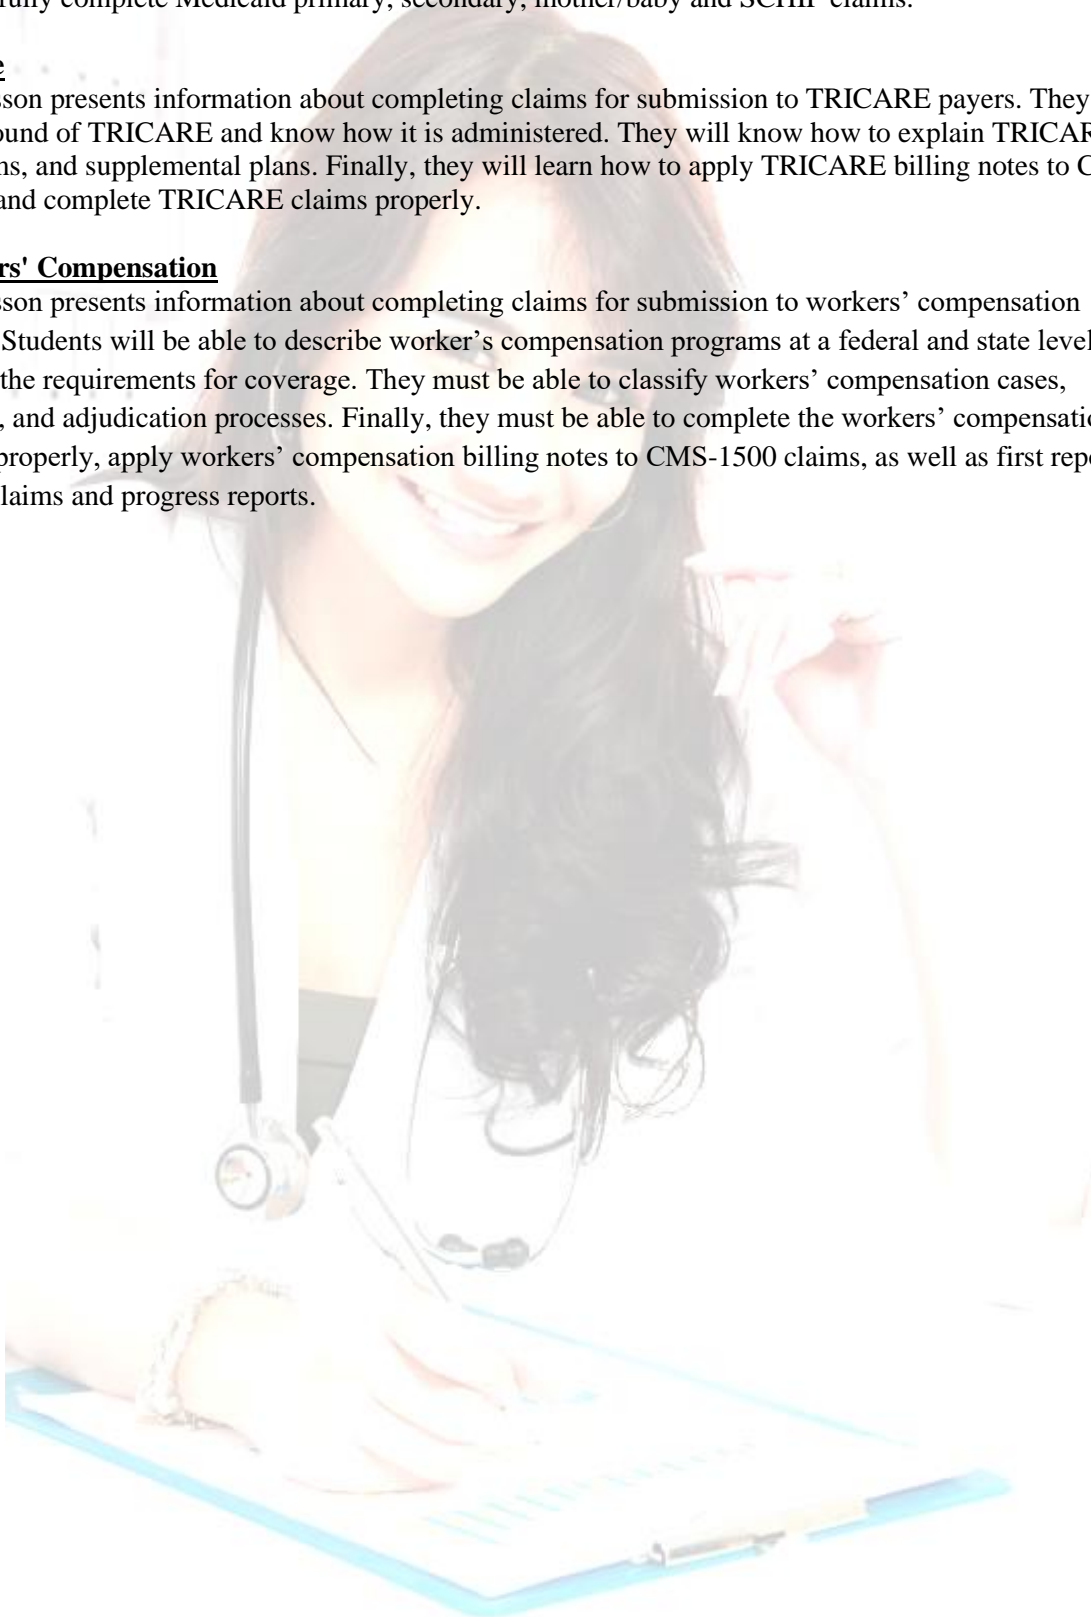 fully complete Medicaid primary, secondary, mother/baby and SCHIP claims.
e
sson presents information about completing claims for submission to TRICARE payers. They
ound of TRICARE and know how it is administered. They will know how to explain TRICAR
ns, and supplemental plans. Finally, they will learn how to apply TRICARE billing notes to C
and complete TRICARE claims properly.
rs' Compensation
sson presents information about completing claims for submission to workers’ compensation
Students will be able to describe worker’s compensation programs at a federal and state level
the requirements for coverage. They must be able to classify workers’ compensation cases,
, and adjudication processes. Finally, they must be able to complete the workers’ compensatio
properly, apply workers’ compensation billing notes to CMS-1500 claims, as well as first repo
laims and progress reports.